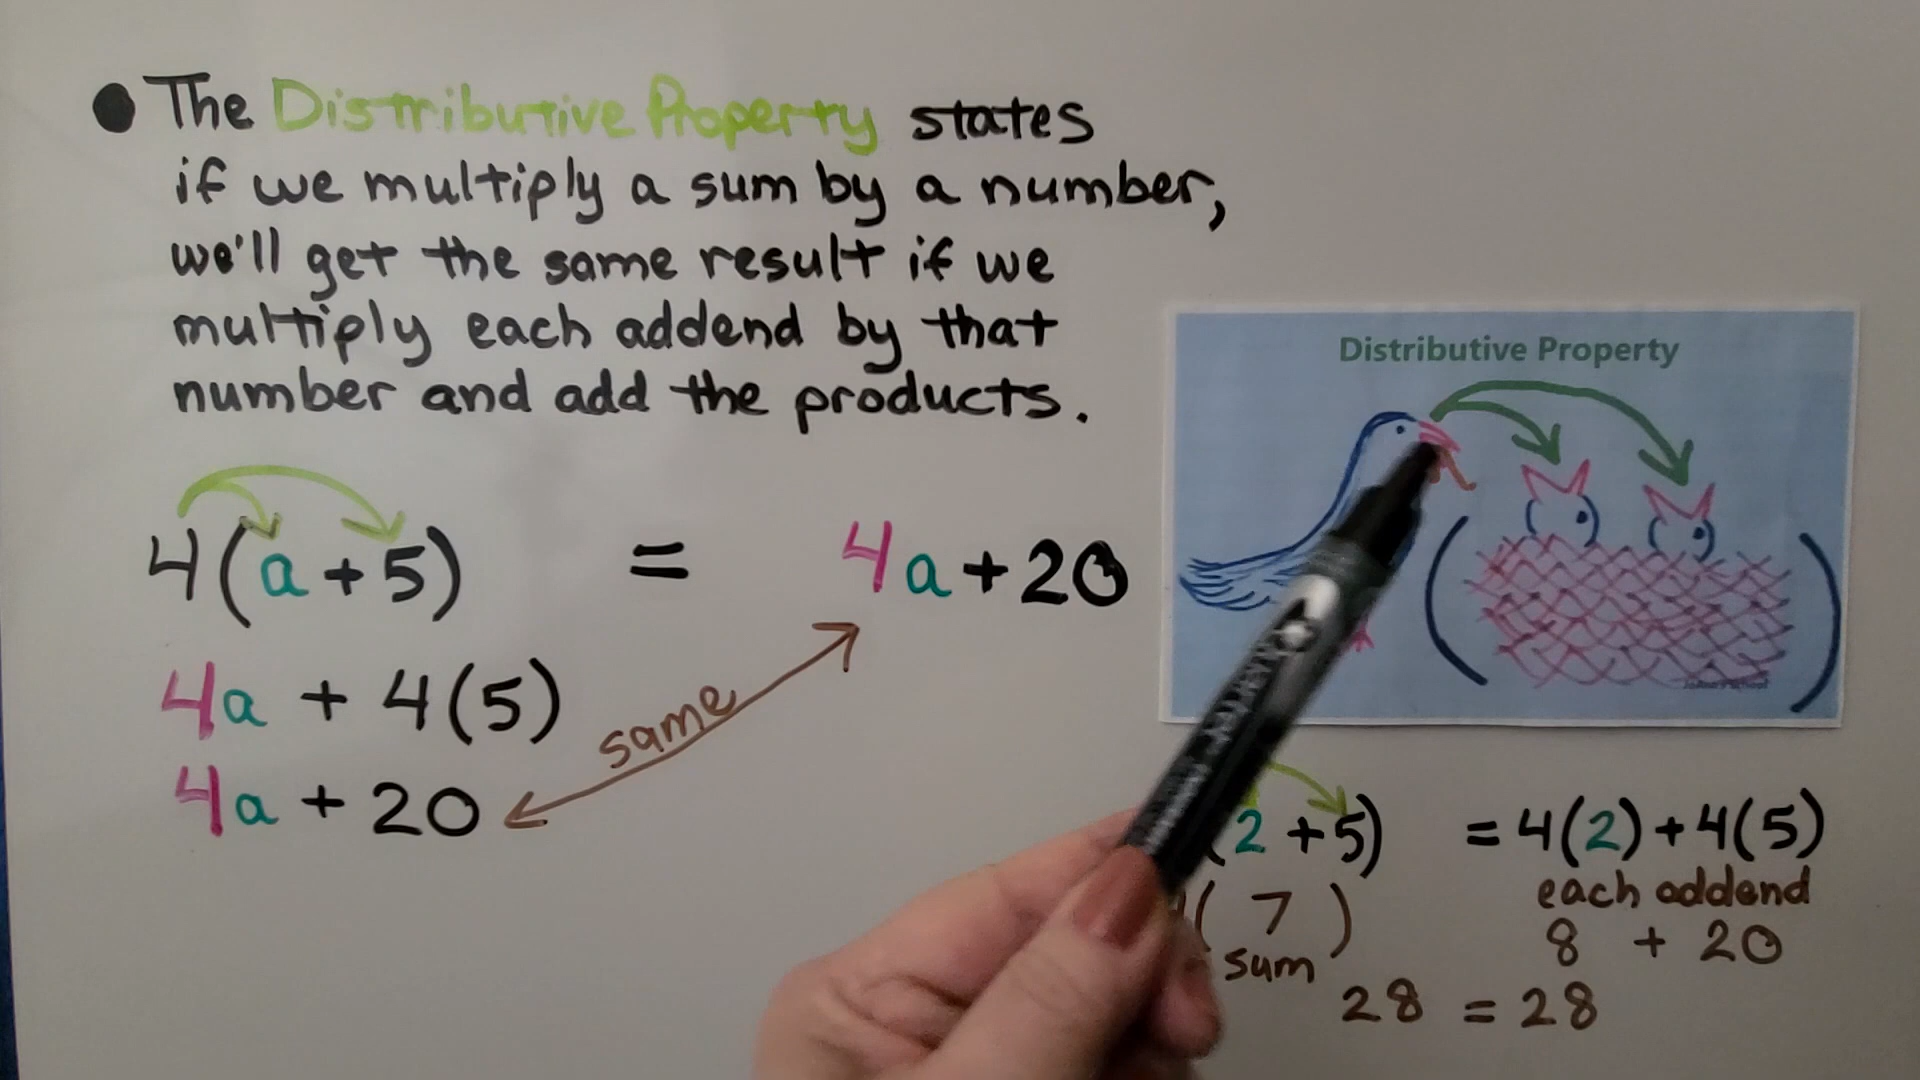 The Distributive Property states
if we multiply a sum by a number,
we'll get the same result if we
multiply each addend by that
number and add the products.
4(a+5) = 4a+20
4a + 4(5)
4a + 20
same
Distributive Property
2 +5) =4(2)+4(5)
each addend
( 7 )
8 + 20
sum
28 = 28